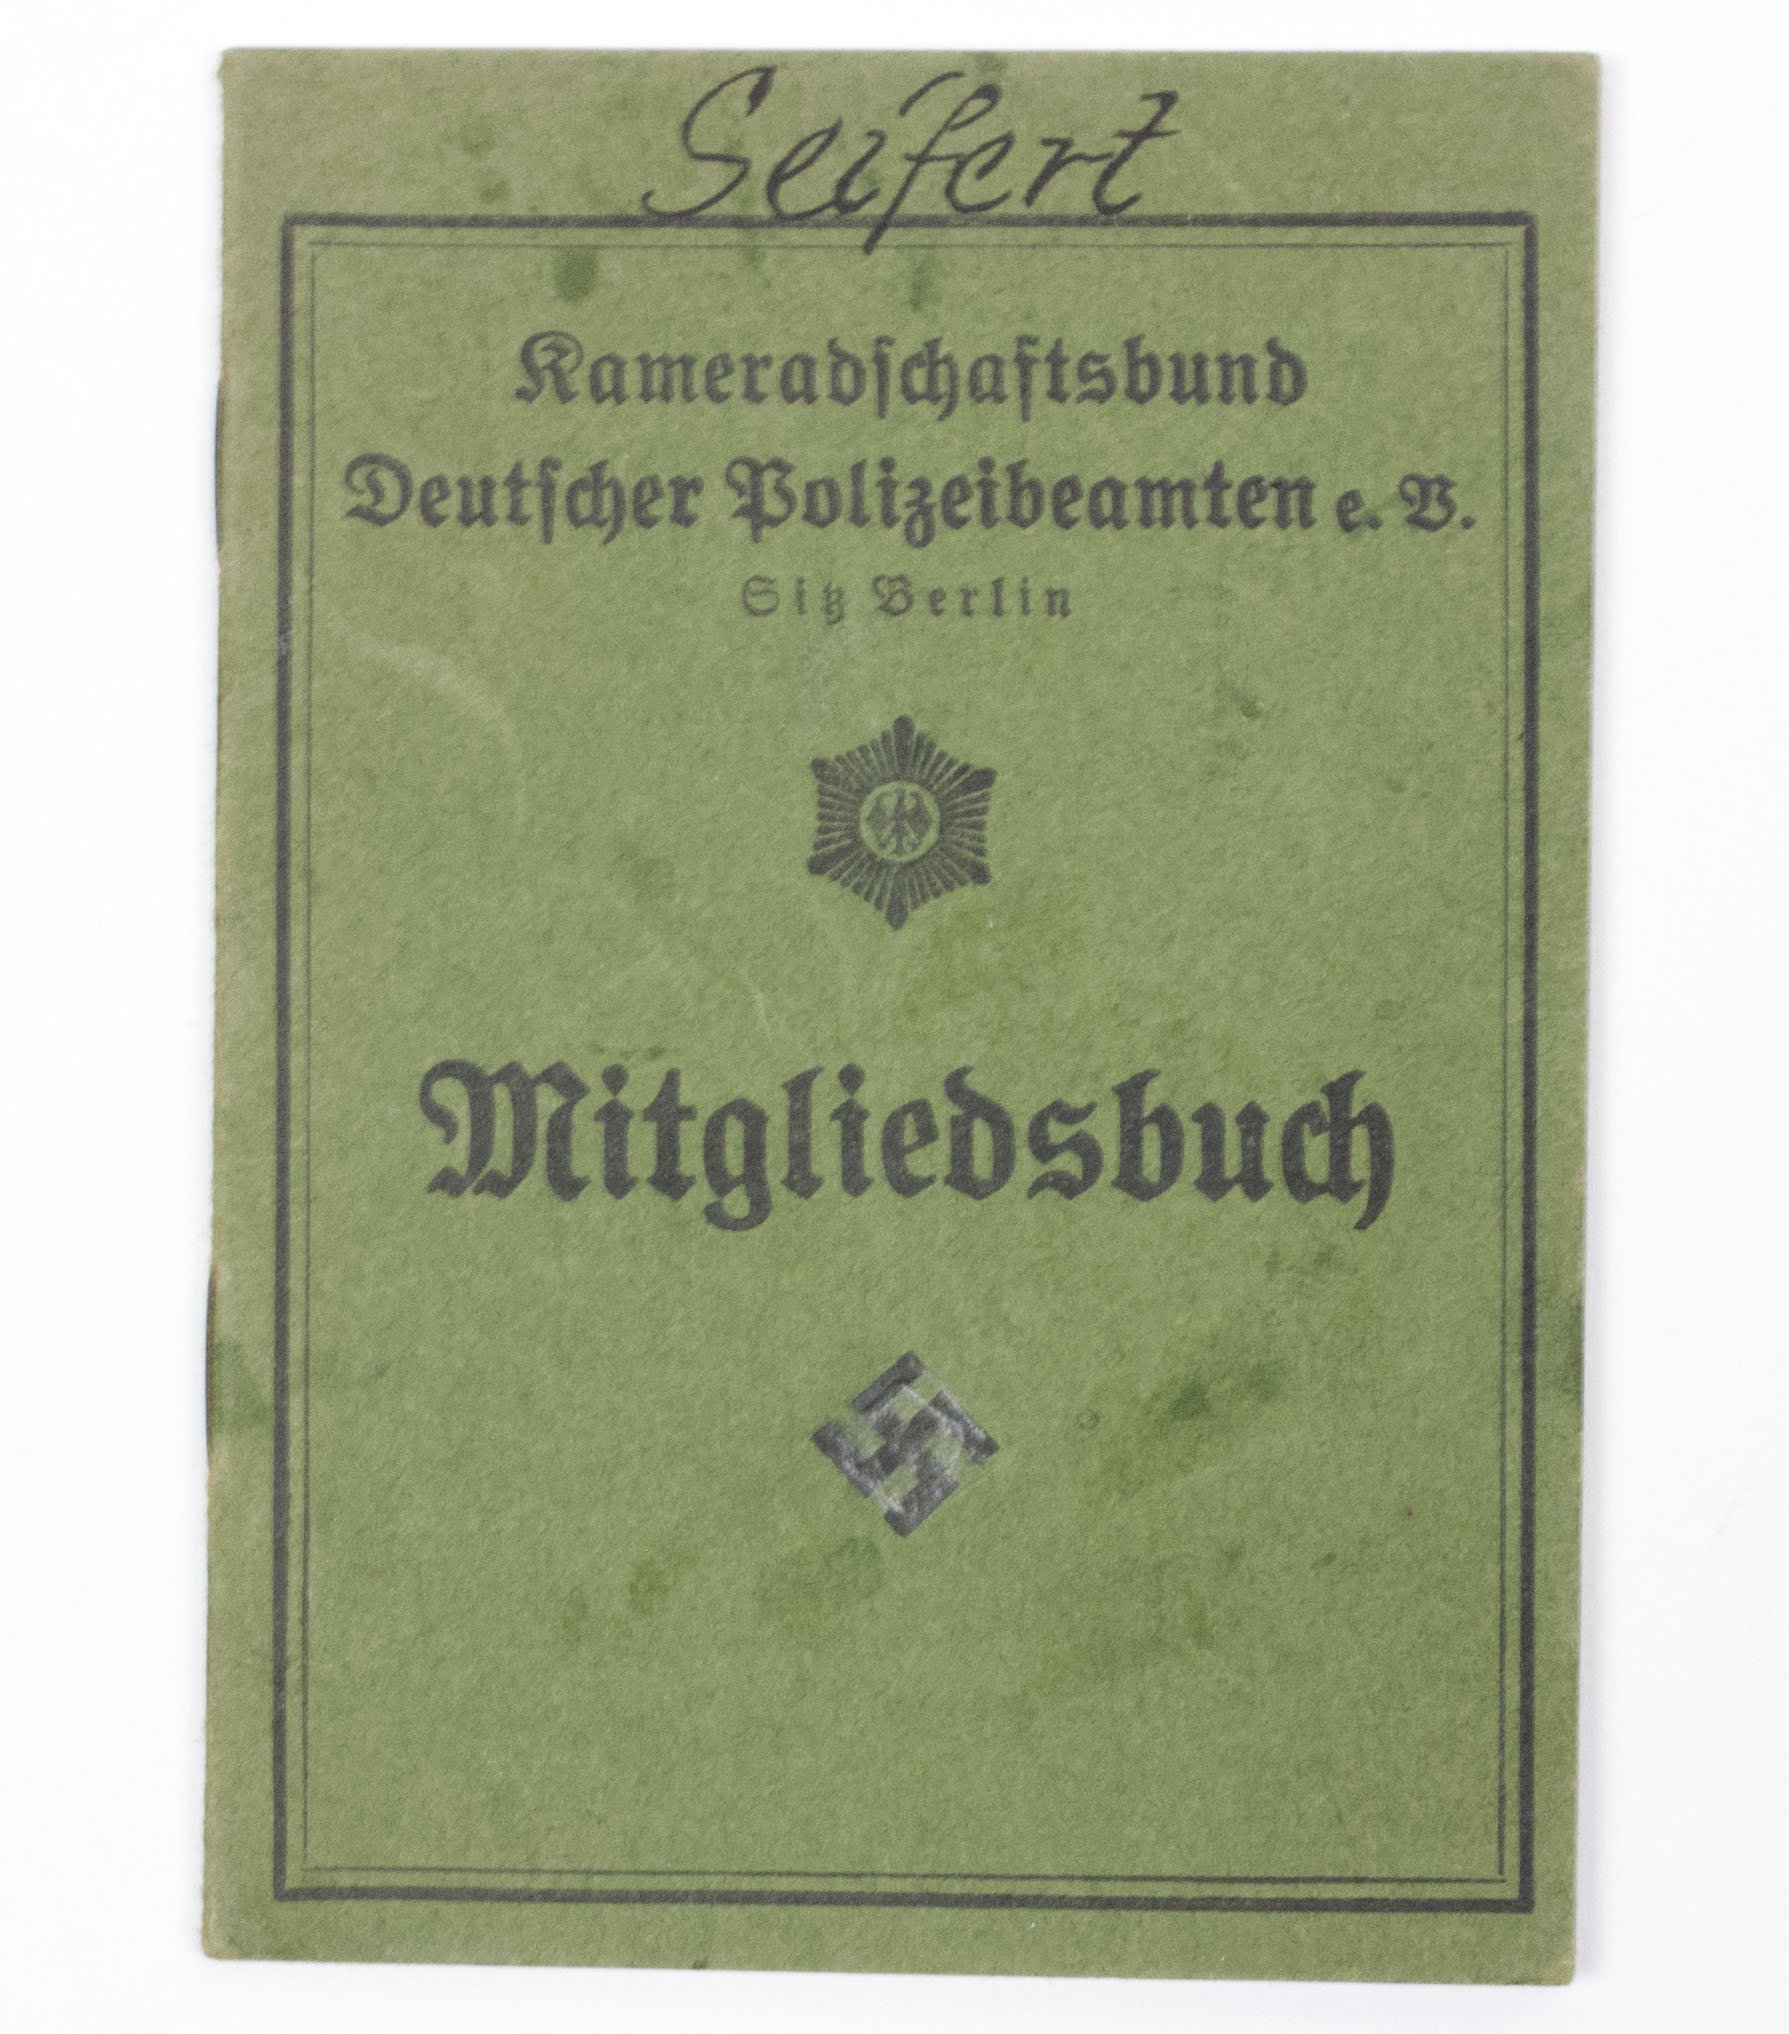 Seifert
Kameradschaftsbund
Deutscher Polizeibeamten e. V.
Sitz Berlin
Mitgliedsbuch